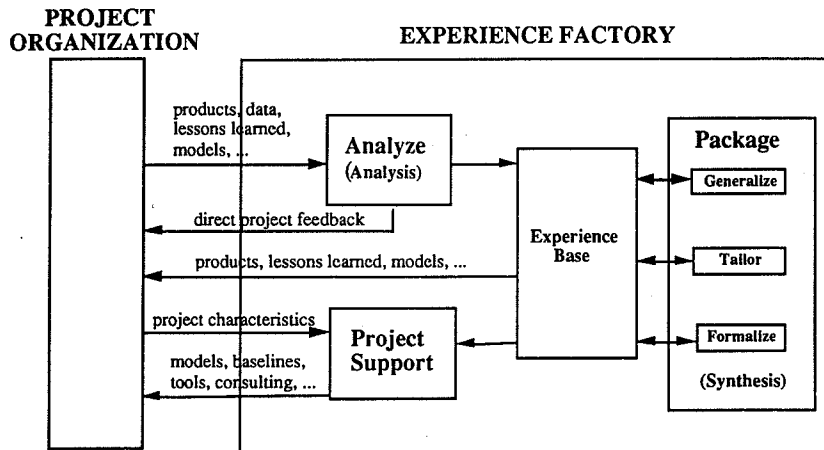 PROJECT
ORGANIZATION
EXPERIENCE FACTORY
products, data,
lessons learned,
models, ...
Analyze
(Analysis)
direct project feedback
products, lessons learned, models, ...
project characteristics
Project
Support
models, baselines,
tools, consulting, ...
Experience
Base
Package
Generalize
Tailor
Formalize
(Synthesis)